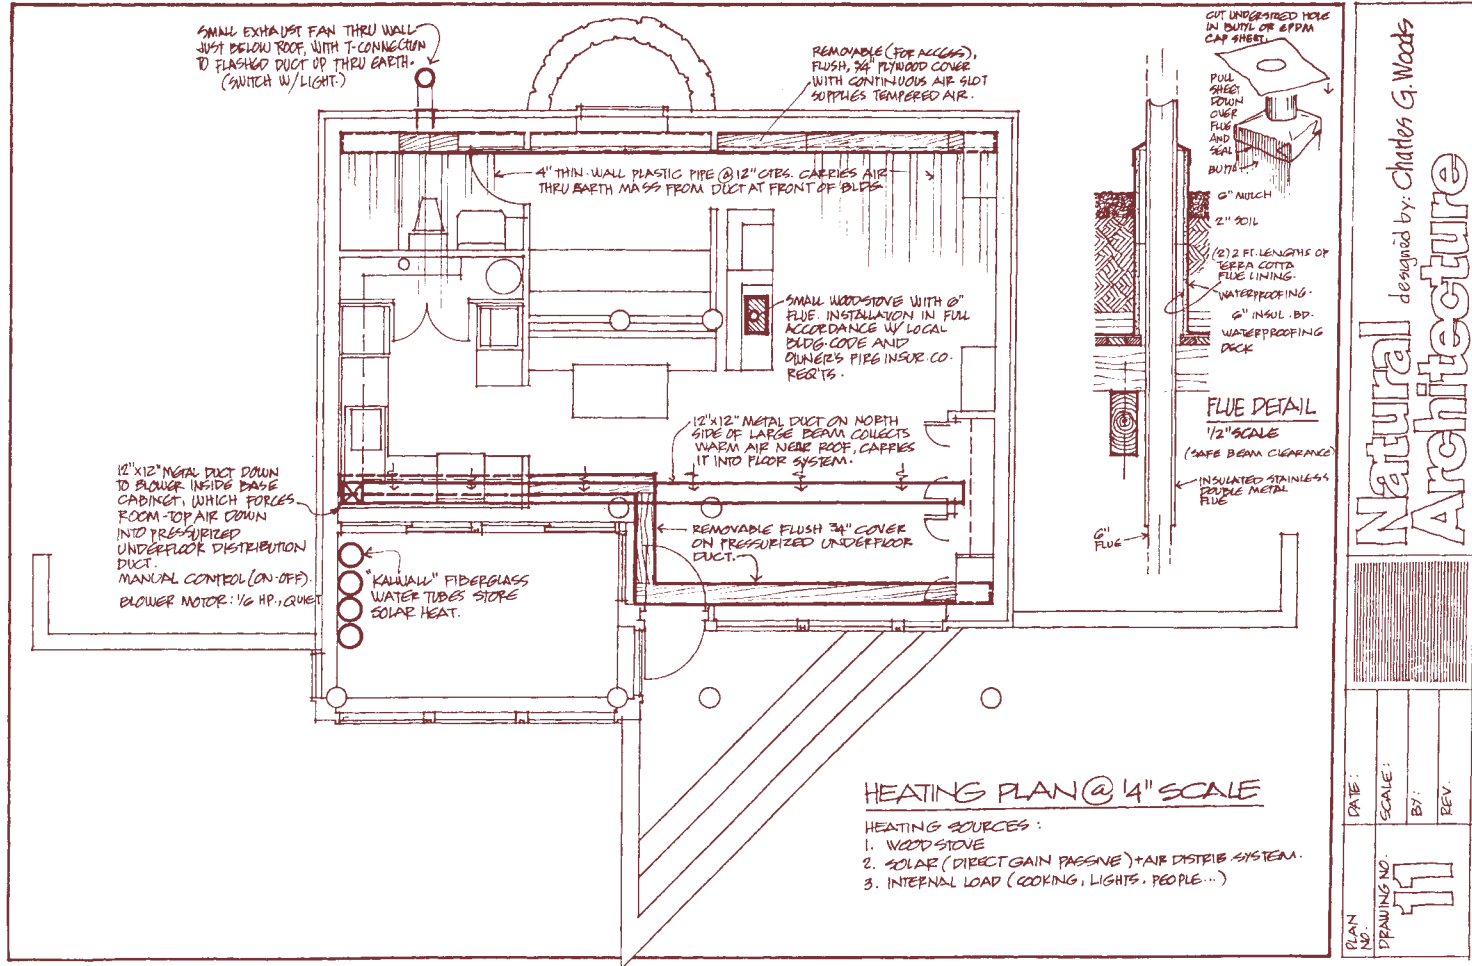 SMALL EXHAUST FAN THRU WALL
JUST BELOW ROOF, WITH T-CONNECTION
TO FLASHED DUCT UP THRU EARTH.
(SWITCH W/LIGHT.)
REMOVABLE (FOR ACCESS),
FLUSH, 3/4" PLYWOOD COVER
WITH CONTINUOUS AIR SLOT
SUPPLIES TEMPERED AIR.
4" THIN-WALL PLASTIC PIPE @ 12" CTRS. CARRIES AIR
THRU EARTH MASS FROM DUCT AT FRONT OF BLDG
SMALL WOODSTOVE WITH 6"
FLUE. INSTALLATION IN FULL
ACCORDANCE W/ LOCAL
BLDG. CODE AND
OWNER'S FIRE INSUR. CO.
REQ'TS.
12"x12" METAL DUCT ON NORTH
SIDE OF LARGE BEAM COLLECTS
WARM AIR NEAR ROOF, CARRIES
IT INTO FLOOR SYSTEM.
12"x12" METAL DUCT DOWN
TO BLOWER INSIDE BASE
CABINET, WHICH FORCES
ROOM-TOP AIR DOWN
INTO PRESSURIZED
UNDERFLOOR DISTRIBUTION
DUCT.
MANUAL CONTROL (ON-OFF).
BLOWER MOTOR: 1/6 HP., QUIET
REMOVABLE FLUSH 3/4" COVER
ON PRESSURIZED UNDERFLOOR
DUCT.
"KALWALL" FIBERGLASS
WATER TUBES STORE
SOLAR HEAT.
CUT UNDERSIZED HOLE
IN BUTYL OR EPDM
CAP SHEET.
PULL
SHEET
DOWN
OVER
FLUE
AND
SEAL
BUTYL
6" MULCH
2" SOIL
(2) 2 FT. LENGTHS OF
TERRA COTTA
FLUE LINING.
WATERPROOFING.
6" INSUL. BD.
WATERPROOFING
DECK
FLUE DETAIL
1/2" SCALE
(SAFE BEAM CLEARANCE)
INSULATED STAINLESS
DOUBLE METAL
FLUE
6"
FLUE
HEATING PLAN @ 1/4" SCALE
HEATING SOURCES:
1. WOODSTOVE
2. SOLAR (DIRECT GAIN PASSIVE) + AIR DISTRIB. SYSTEM.
3. INTERNAL LOAD (COOKING, LIGHTS, PEOPLE...)
Natural
Architecture
designed by: Charles G. Woods
DATE:
SCALE:
BY:
REV.
PLAN
NO.
DRAWING NO.
11